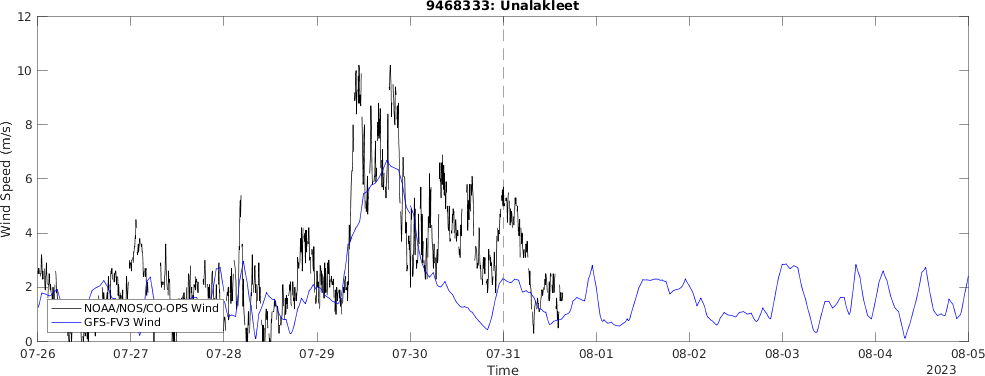 9468333: Unalakleet
12
10
8
6
4
2
0
Wind Speed (m/s)
NOAA/NOS/CO-OPS Wind
GFS-FV3 Wind
07-26 07-27 07-28 07-29 07-30 07-31 08-01 08-02 08-03 08-04 08-05
Time
2023